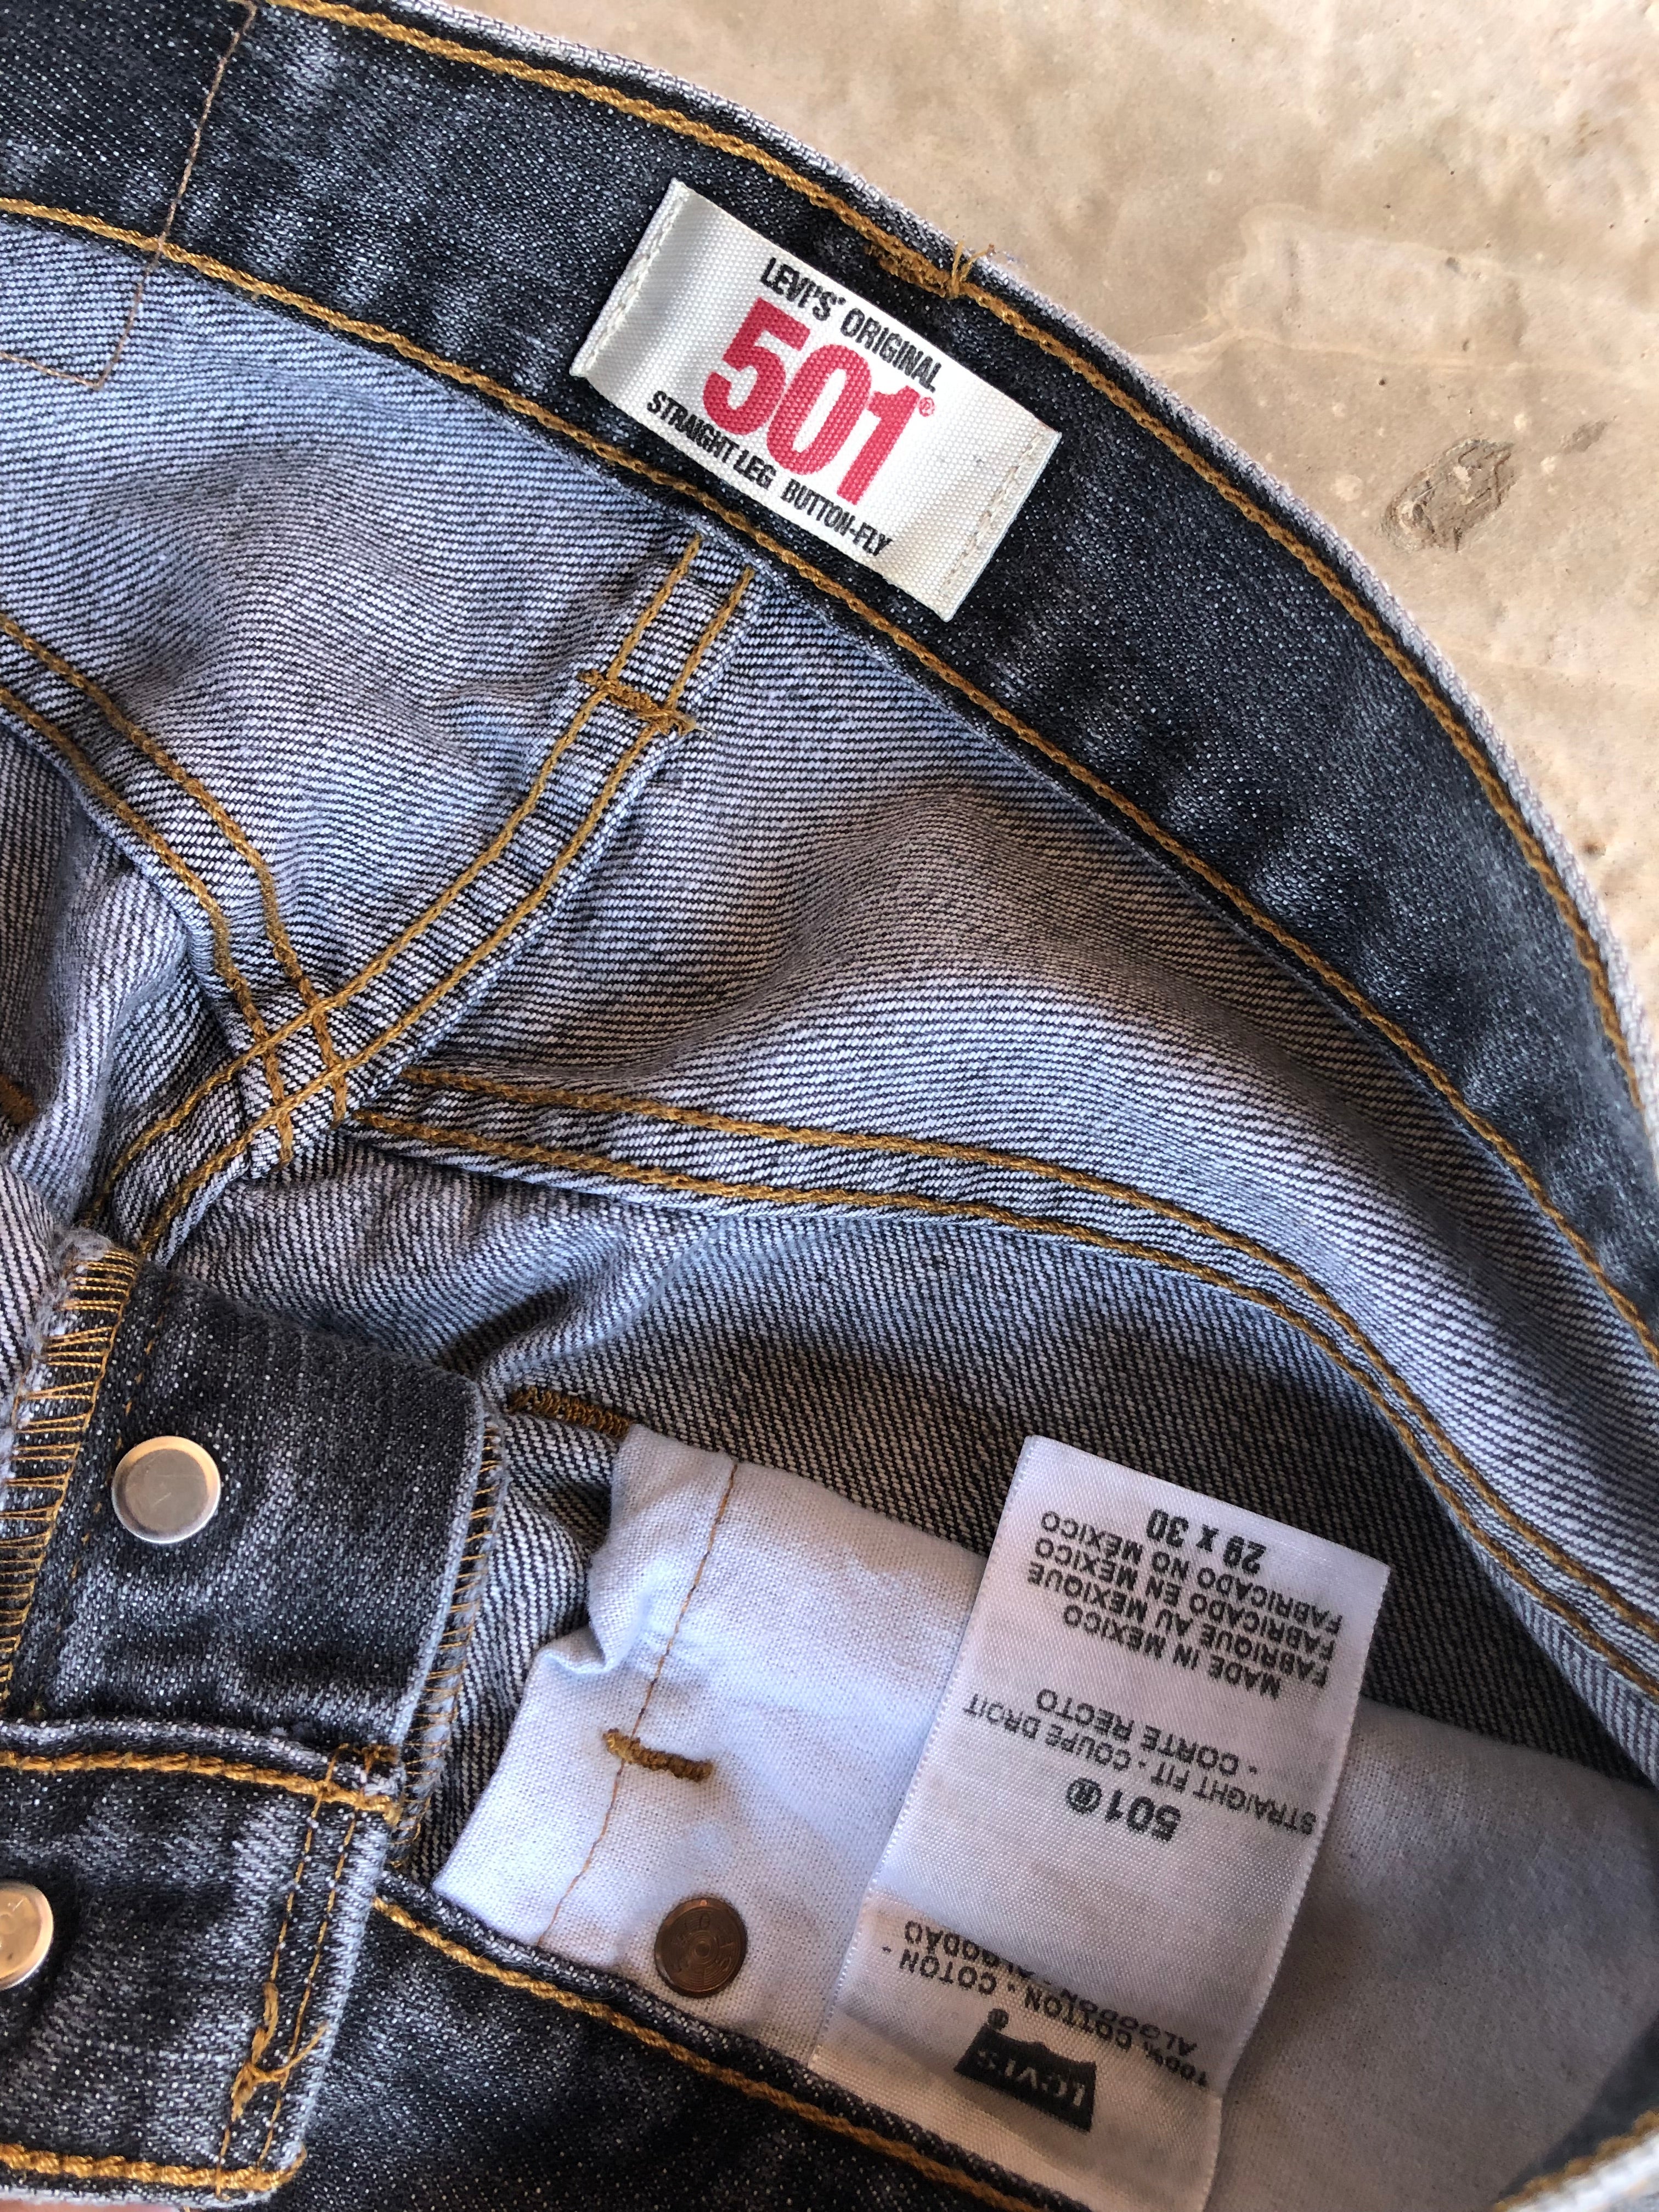 LEVI'S® ORIGINAL
501®
STRAIGHT LEG BUTTON-FLY
LEVI'S
®
100% COTTON - COTON -
ALGODON - ALGODÃO
501®
STRAIGHT FIT - COUPE DROIT
- CORTE RECTO
MADE IN MEXICO
FABRIQUE AU MEXIQUE
FABRICADO EN MEXICO
FABRICADO NO MÉXICO
29 X 30